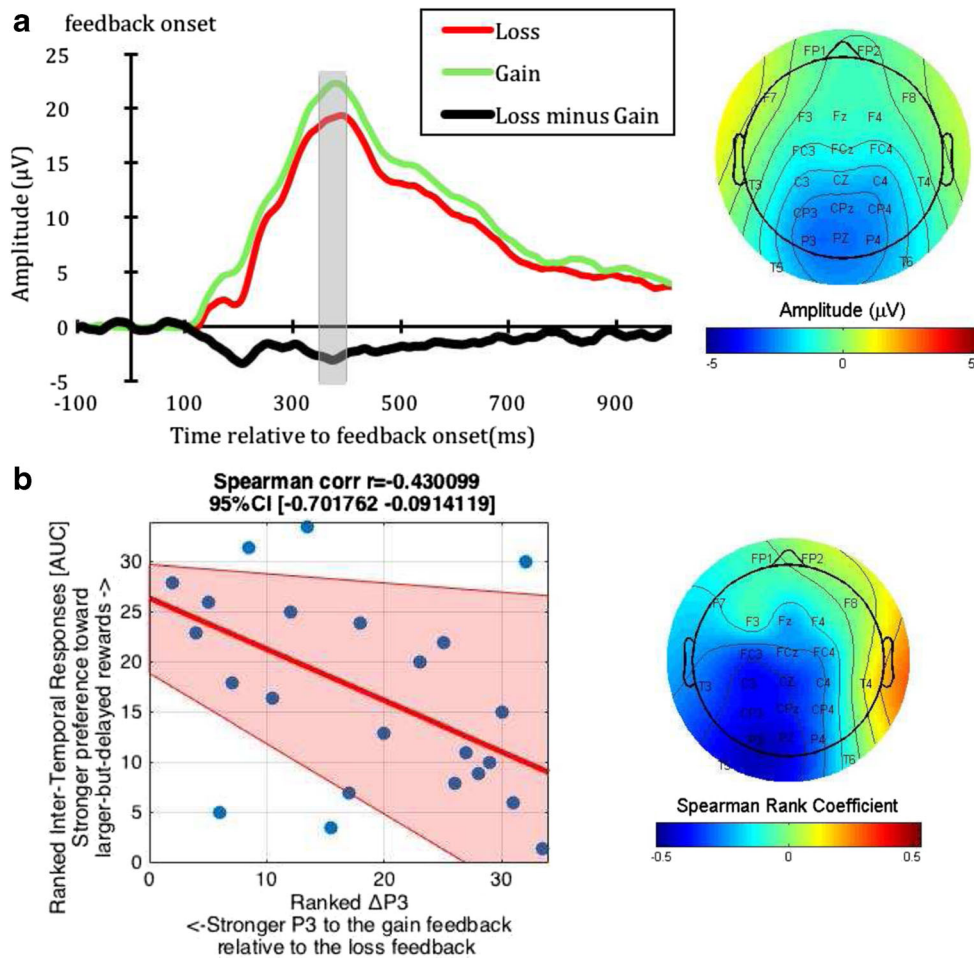 a
feedback onset
Loss
Gain
Loss minus Gain
Amplitude (µV)
25
20
15
10
5
0
-5
-100 100 300 500 700 900
Time relative to feedback onset(ms)
FP1 FP2
F7 F8
F3 Fz F4
FC3 FCz FC4
T3 C3 CZ C4 T4
CP3 CPz CP4
P3 PZ P4
T5 T6
Amplitude (µV)
-5 0 5
b
Spearman corr r=-0.430099
95%CI [-0.701762 -0.0914119]
Ranked Inter-Temporal Responses [AUC]
Stronger preference toward
larger-but-delayed rewards ->
30
25
20
15
10
5
0
0 10 20 30
Ranked ΔP3
<-Stronger P3 to the gain feedback
relative to the loss feedback
FP1 FP2
F7 F8
F3 Fz F4
FC3 FCz FC4
T3 C3 CZ C4 T4
CP3 CPz CP4
P3 PZ P4
T5 T6
Spearman Rank Coefficient
-0.5 0 0.5